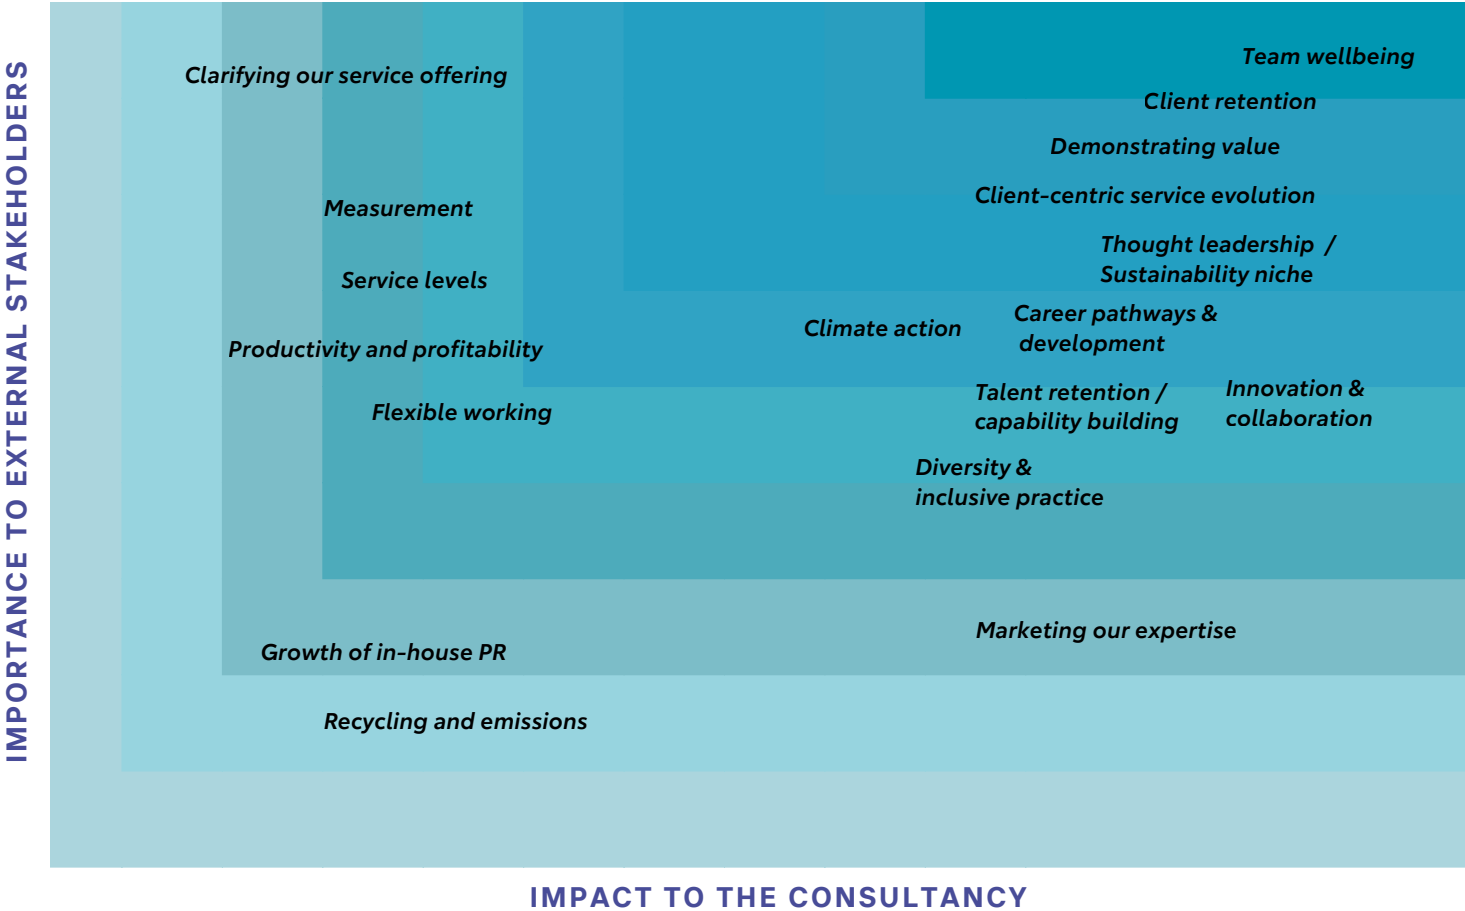 IMPORTANCE TO EXTERNAL STAKEHOLDERS
Team wellbeing
Clarifying our service offering
Client retention
Demonstrating value
Client-centric service evolution
Measurement
Thought leadership /
Sustainability niche
Service levels
Career pathways &
development
Climate action
Productivity and profitability
Talent retention /
capability building
Innovation &
collaboration
Flexible working
Diversity &
inclusive practice
Marketing our expertise
Growth of in-house PR
Recycling and emissions
IMPACT TO THE CONSULTANCY